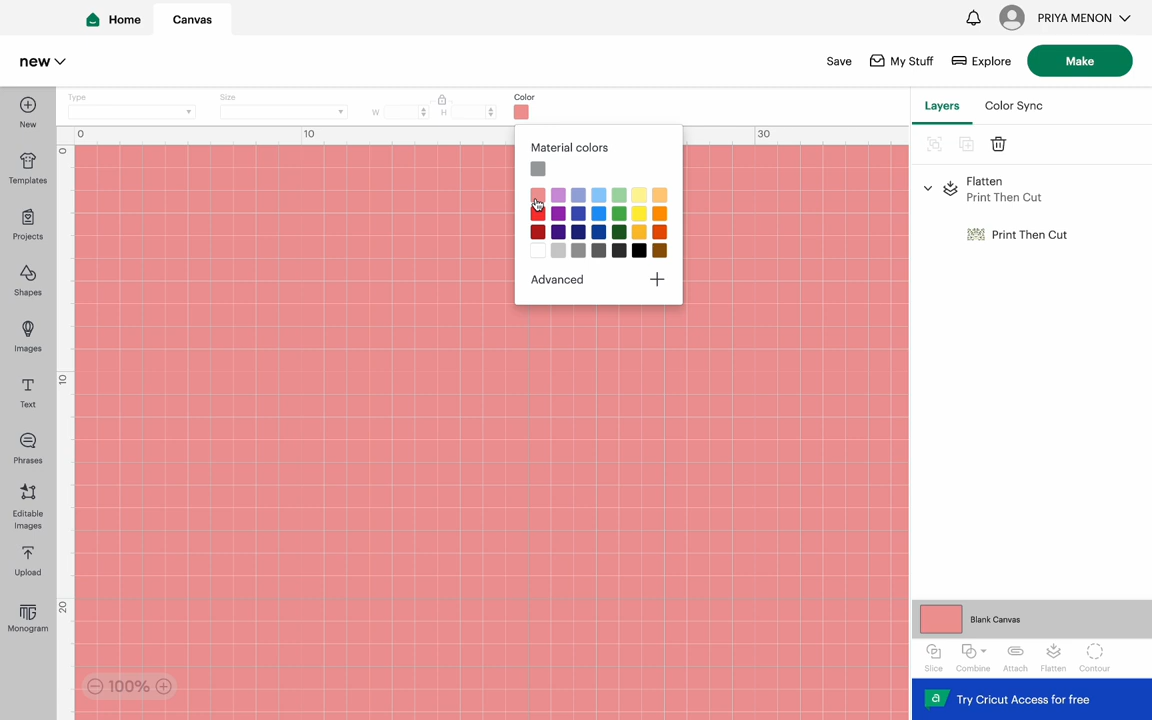 Home
Canvas
PRIYA MENON
new
Save
My Stuff
Explore
Make
New
Templates
Projects
Shapes
Images
Text
Phrases
Editable
Images
Upload
Monogram
Type
Size
W
H
Color
0
10
30
0
10
20
Material colors
Advanced
100%
Layers
Color Sync
Flatten
Print Then Cut
Print Then Cut
Blank Canvas
Slice
Combine
Attach
Flatten
Contour
a
Try Cricut Access for free